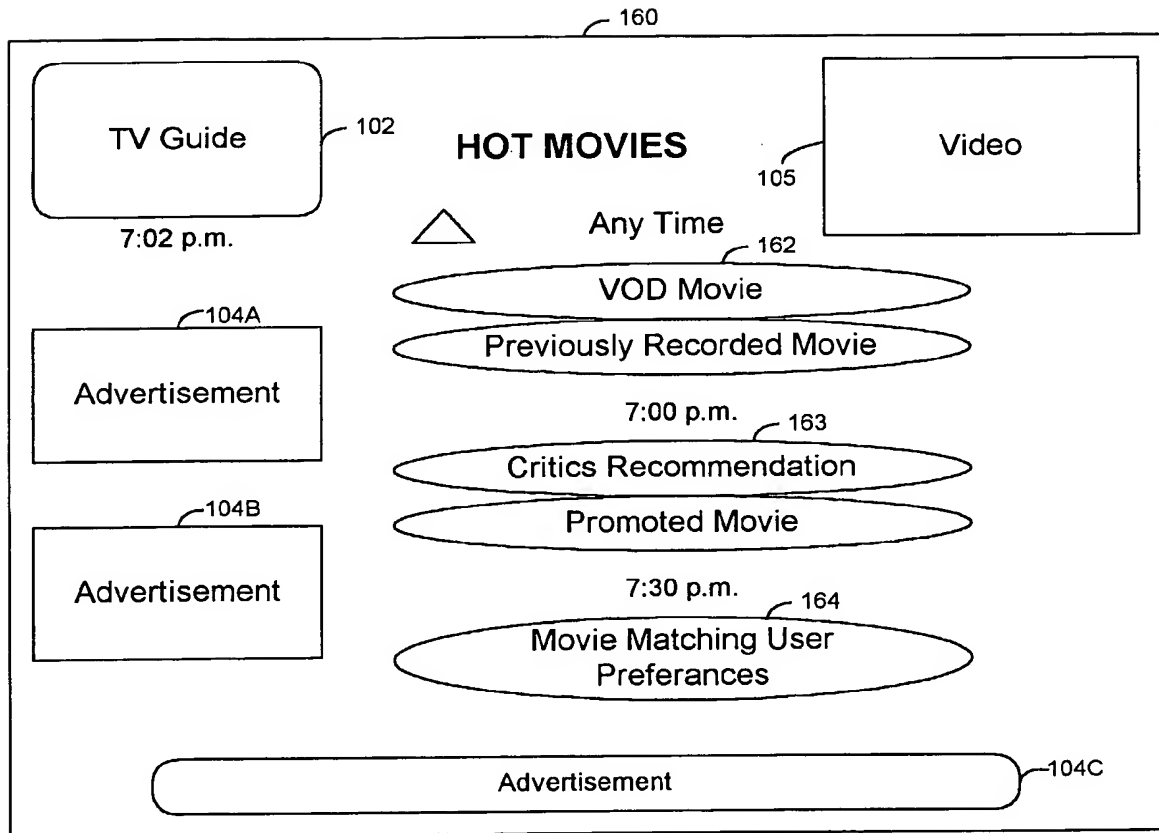 160
TV Guide
102
HOT MOVIES
105
Video
7:02 p.m.
Any Time
162
VOD Movie
Previously Recorded Movie
104A
Advertisement
7:00 p.m.
163
Critics Recommendation
Promoted Movie
104B
Advertisement
7:30 p.m.
164
Movie Matching User
Preferances
Advertisement
104C